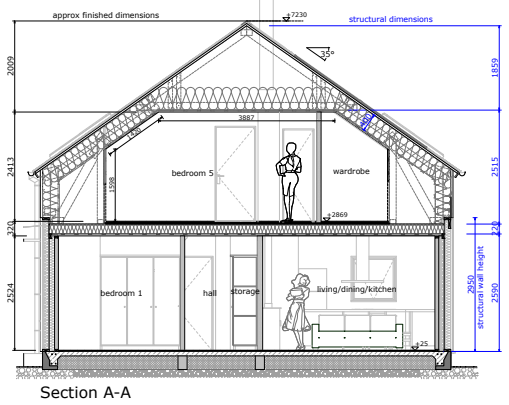 approx finished dimensions
+7230
structural dimensions
35°
2009
1859
3887
400
2413
bedroom 5
wardrobe
1598
2515
+2869
320
220
2524
bedroom 1
hall
storage
living/dining/kitchen
2950
structural wall height
2590
+25
Section A-A